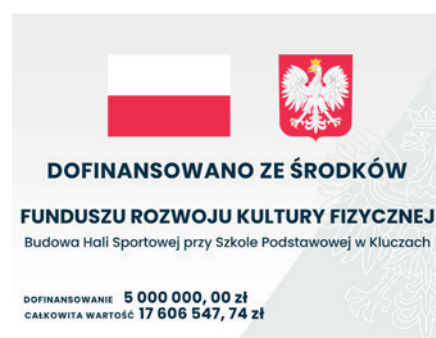 DOFINANSOWANO ZE ŚRODKÓW
FUNDUSZU ROZWOJU KULTURY FIZYCZNEJ
Budowa Hali Sportowej przy Szkole Podstawowej w Kluczach
DOFINANSOWANIE 5 000 000, 00 zł
CAŁKOWITA WARTOŚĆ 17 606 547, 74 zł